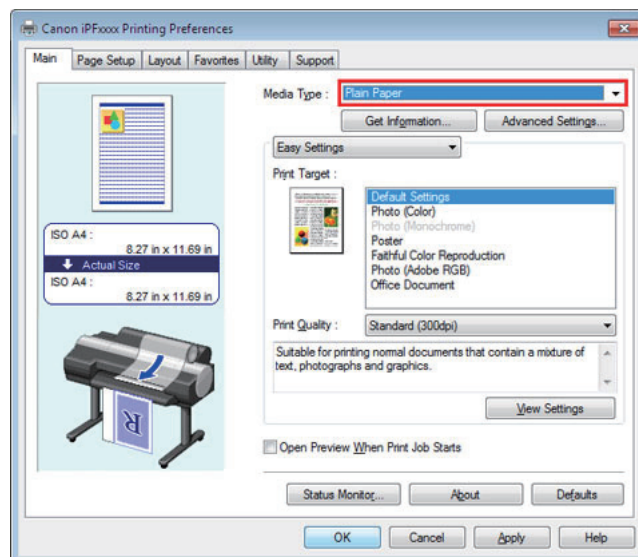 Canon iPFxxxx Printing Preferences
Main Page Setup Layout Favorites Utility Support
Media Type : Plain Paper
Get Information... Advanced Settings...
Easy Settings
Print Target :
Default Settings
Photo (Color)
Photo (Monochrome)
Poster
Faithful Color Reproduction
Photo (Adobe RGB)
Office Document
ISO A4 :
8.27 in x 11.69 in
Actual Size
ISO A4 :
8.27 in x 11.69 in
Print Quality : Standard (300dpi)
Suitable for printing normal documents that contain a mixture of
text, photographs and graphics.
View Settings
R
Open Preview When Print Job Starts
Status Monitor... About Defaults
OK Cancel Apply Help